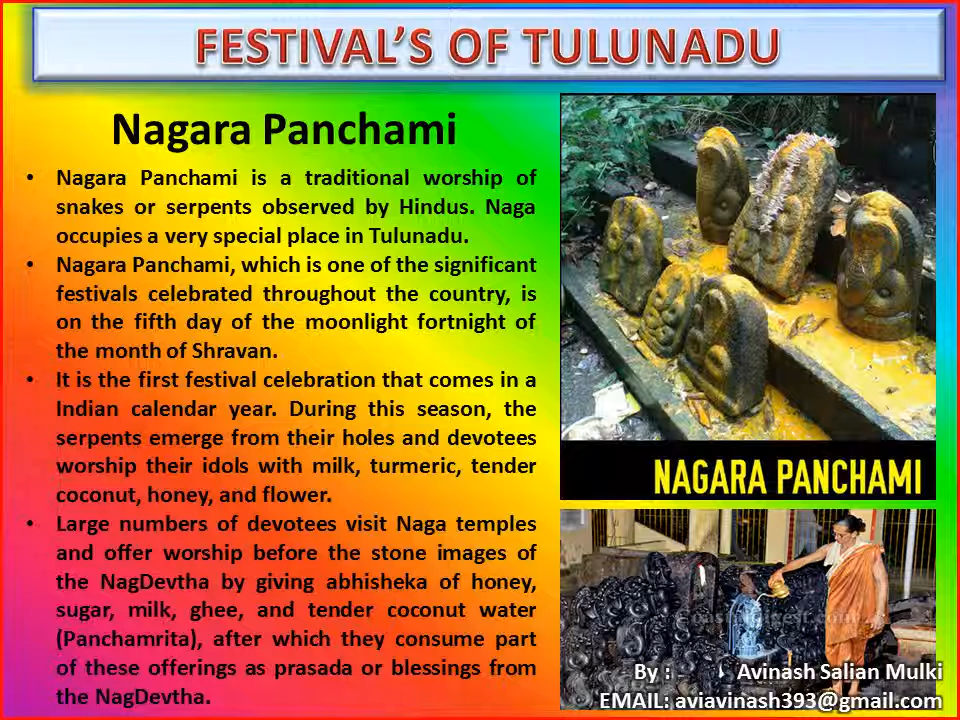 FESTIVAL'S OF TULUNADU
Nagara Panchami
• Nagara Panchami is a traditional worship of
snakes or serpents observed by Hindus. Naga
occupies a very special place in Tulunadu.
• Nagara Panchami, which is one of the significant
festivals celebrated throughout the country, is
on the fifth day of the moonlight fortnight of
the month of Shravan.
• It is the first festival celebration that comes in a
Indian calendar year. During this season, the
serpents emerge from their holes and devotees
worship their idols with milk, turmeric, tender
coconut, honey, and flower.
• Large numbers of devotees visit Naga temples
and offer worship before the stone images of
the NagDevtha by giving abhisheka of honey,
sugar, milk, ghee, and tender coconut water
(Panchamrita), after which they consume part
of these offerings as prasada or blessings from
the NagDevtha.
NAGARA PANCHAMI
By : Avinash Salian Mulki
EMAIL: aviavinash393@gmail.com